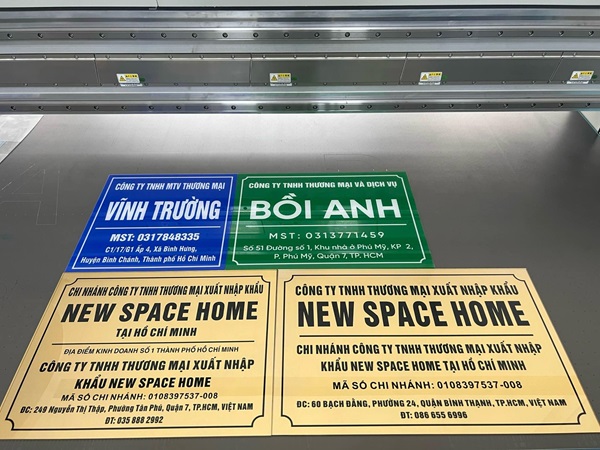 CÔNG TY TNHH MTV THƯƠNG MẠI
VĨNH TRƯỜNG
MST: 0317848335
C1/17/G1 Ấp 4, Xã Bình Hưng,
Huyện Bình Chánh, Thành phố Hồ Chí Minh
CÔNG TY TNHH THƯƠNG MẠI VÀ DỊCH VỤ
BỒI ANH
MST: 0313771459
Số 51 Đường số 1, Khu nhà ở Phú Mỹ, KP 2,
P. Phú Mỹ, Quận 7, TP. HCM
CHI NHÁNH CÔNG TY TNHH THƯƠNG MẠI XUẤT NHẬP KHẨU
NEW SPACE HOME
TẠI HỒ CHÍ MINH
ĐỊA ĐIỂM KINH DOANH SỐ 1 THÀNH PHỐ HỒ CHÍ MINH
CÔNG TY TNHH THƯƠNG MẠI XUẤT NHẬP
KHẨU NEW SPACE HOME
MÃ SỐ CHI NHÁNH: 0108397537-008
ĐC: 249 Nguyễn Thị Thập, Phường Tân Phú, Quận 7, TP.HCM, VIỆT NAM
ĐT: 035 888 2992
CÔNG TY TNHH THƯƠNG MẠI XUẤT NHẬP KHẨU
NEW SPACE HOME
CHI NHÁNH CÔNG TY TNHH THƯƠNG MẠI XUẤT NHẬP
KHẨU NEW SPACE HOME TẠI HỒ CHÍ MINH
MÃ SỐ CHI NHÁNH: 0108397537-008
ĐC: 60 BẠCH ĐẰNG, PHƯỜNG 24, QUẬN BÌNH THẠNH, TP.HCM, VIỆT NAM
ĐT: 086 655 6996